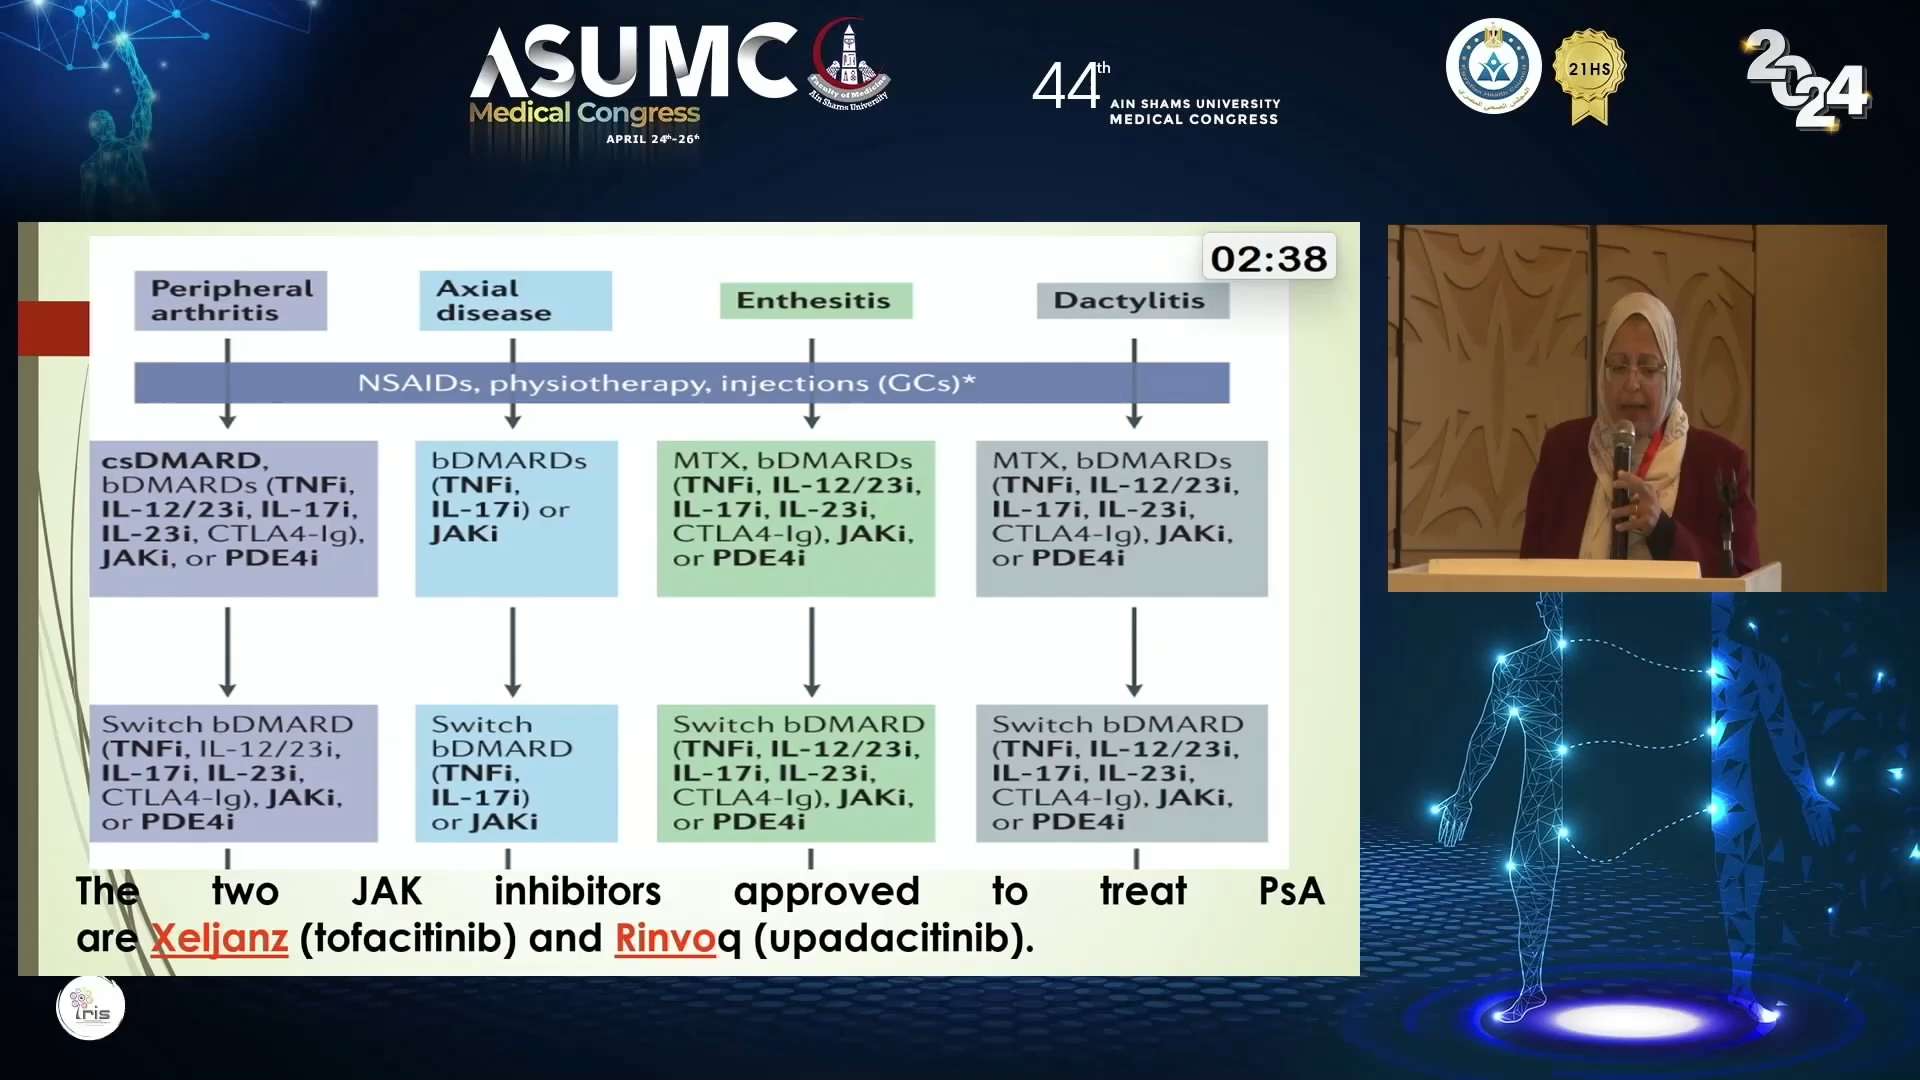 ASUMC
Medical Congress
APRIL 24th-26th
Faculty of Medicine
Ain Shams University
44th
AIN SHAMS UNIVERSITY
MEDICAL CONGRESS
21HS
2024
02:38
Peripheral
arthritis
Axial
disease
Enthesitis
Dactylitis
NSAIDs, physiotherapy, injections (GCs)*
csDMARD,
bDMARDs (TNFi,
IL-12/23i, IL-17i,
IL-23i, CTLA4-Ig),
JAKi, or PDE4i
bDMARDs
(TNFi,
IL-17i) or
JAKi
MTX, bDMARDs
(TNFi, IL-12/23i,
IL-17i, IL-23i,
CTLA4-Ig), JAKi,
or PDE4i
MTX, bDMARDs
(TNFi, IL-12/23i,
IL-17i, IL-23i,
CTLA4-Ig), JAKi,
or PDE4i
Switch bDMARD
(TNFi, IL-12/23i,
IL-17i, IL-23i,
CTLA4-Ig), JAKi,
or PDE4i
Switch
bDMARD
(TNFi,
IL-17i)
or JAKi
Switch bDMARD
(TNFi, IL-12/23i,
IL-17i, IL-23i,
CTLA4-Ig), JAKi,
or PDE4i
Switch bDMARD
(TNFi, IL-12/23i,
IL-17i, IL-23i,
CTLA4-Ig), JAKi,
or PDE4i
The two JAK inhibitors approved to treat PsA
are Xeljanz (tofacitinib) and Rinvoq (upadacitinib).
iris